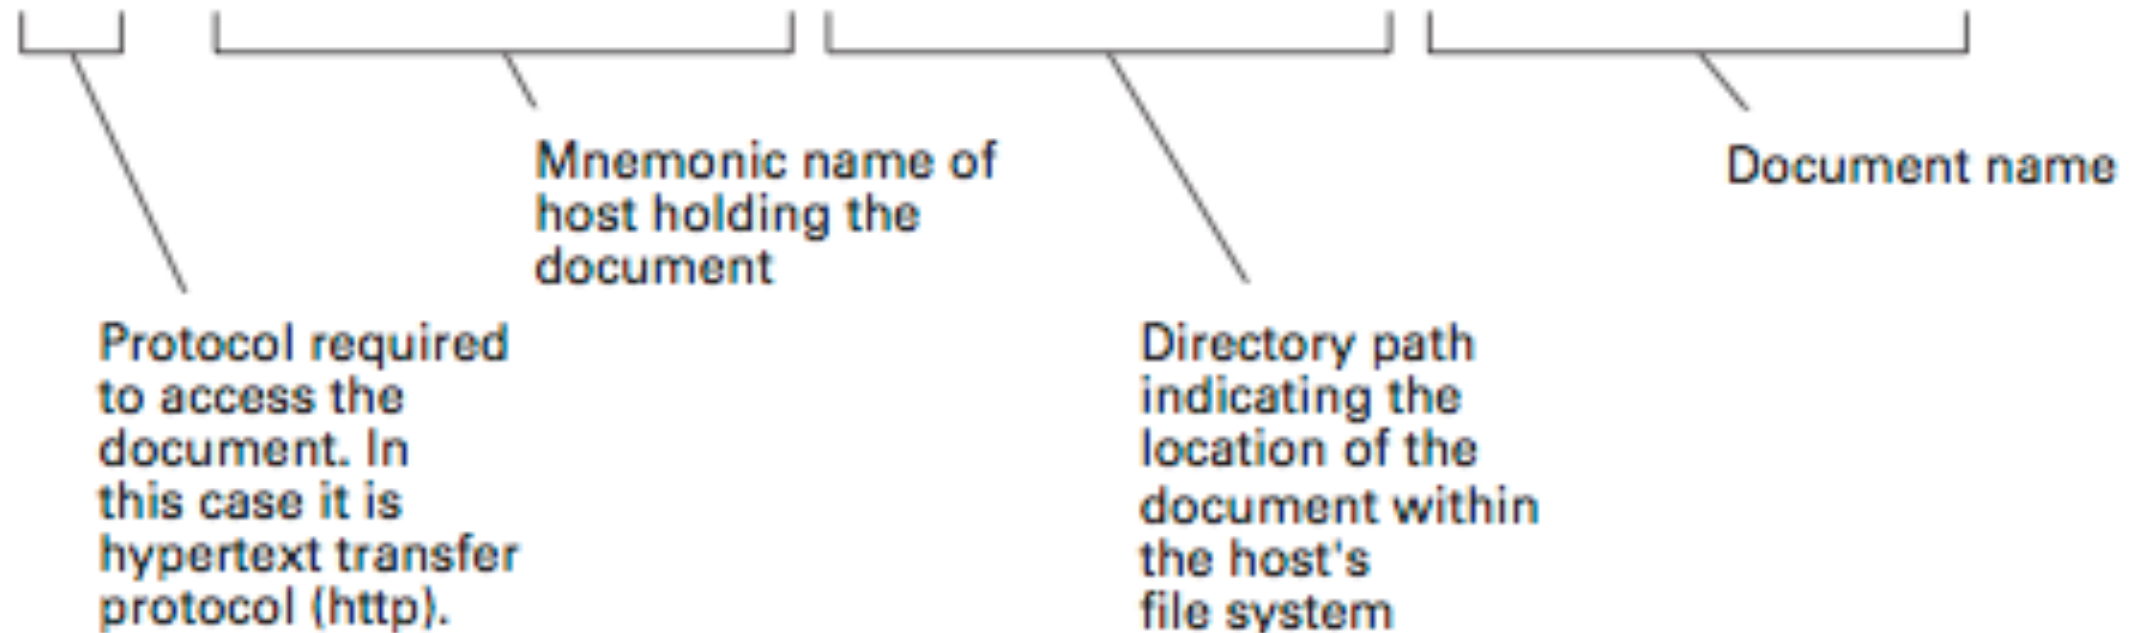 Mnemonic name of
host holding the
document
Document name
Protocol required
to access the
document. In
this case it is
hypertext transfer
protocol (http).
Directory path
indicating the
location of the
document within
the host's
file system